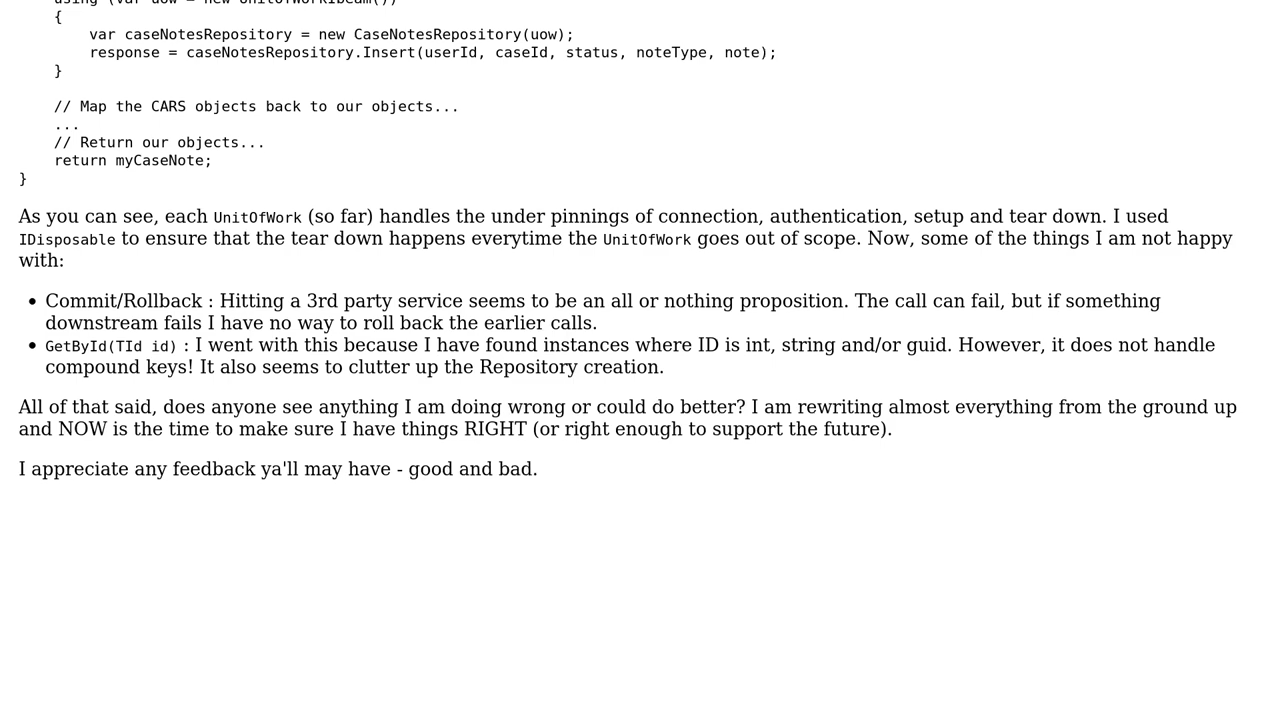 using (var uow = new UnitOfWorkIbeam())
{
var caseNotesRepository = new CaseNotesRepository(uow);
response = caseNotesRepository.Insert(userId, caseId, status, noteType, note);
}
// Map the CARS objects back to our objects...
...
// Return our objects...
return myCaseNote;
}
As you can see, each UnitOfWork (so far) handles the under pinnings of connection, authentication, setup and tear down. I used
IDisposable to ensure that the tear down happens everytime the UnitOfWork goes out of scope. Now, some of the things I am not happy
with:
• Commit/Rollback : Hitting a 3rd party service seems to be an all or nothing proposition. The call can fail, but if something
downstream fails I have no way to roll back the earlier calls.
• GetById(TId id) : I went with this because I have found instances where ID is int, string and/or guid. However, it does not handle
compound keys! It also seems to clutter up the Repository creation.
All of that said, does anyone see anything I am doing wrong or could do better? I am rewriting almost everything from the ground up
and NOW is the time to make sure I have things RIGHT (or right enough to support the future).
I appreciate any feedback ya'll may have - good and bad.